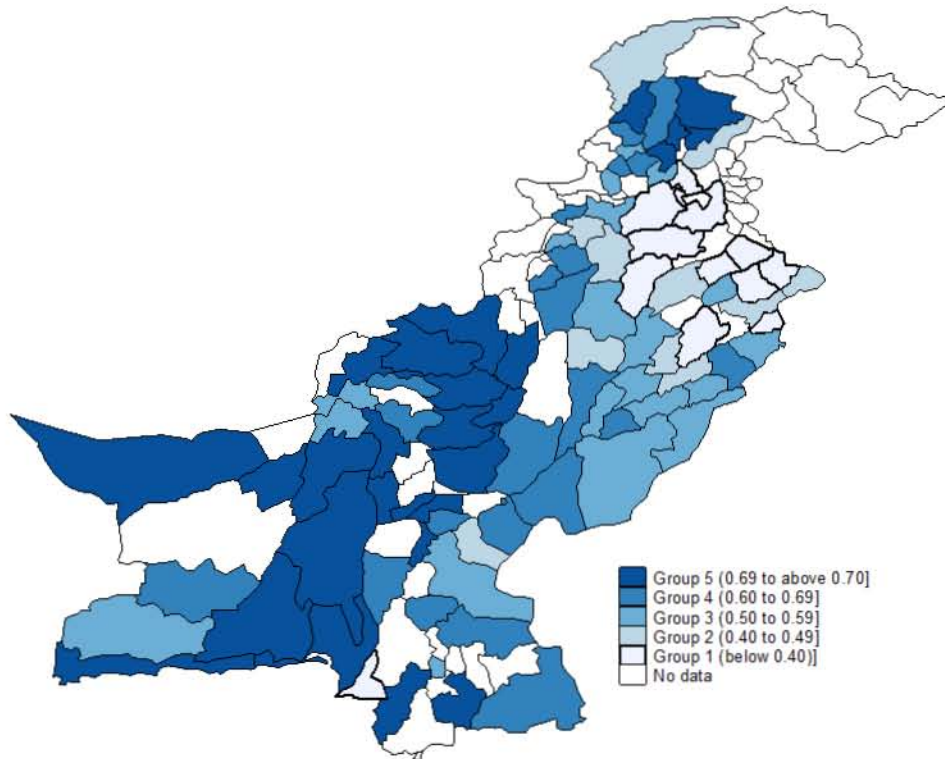 Group 5 (0.69 to above 0.70]
Group 4 (0.60 to 0.69]
Group 3 (0.50 to 0.59]
Group 2 (0.40 to 0.49]
Group 1 (below 0.40)]
No data